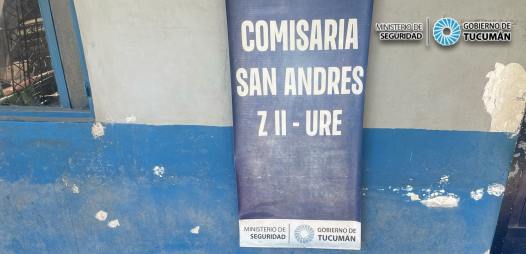 MINISTERIO DE
SEGURIDAD
GOBIERNO DE
TUCUMÁN
COMISARIA
SAN ANDRES
Z II - URE
MINISTERIO DE
SEGURIDAD
GOBIERNO DE
TUCUMÁN